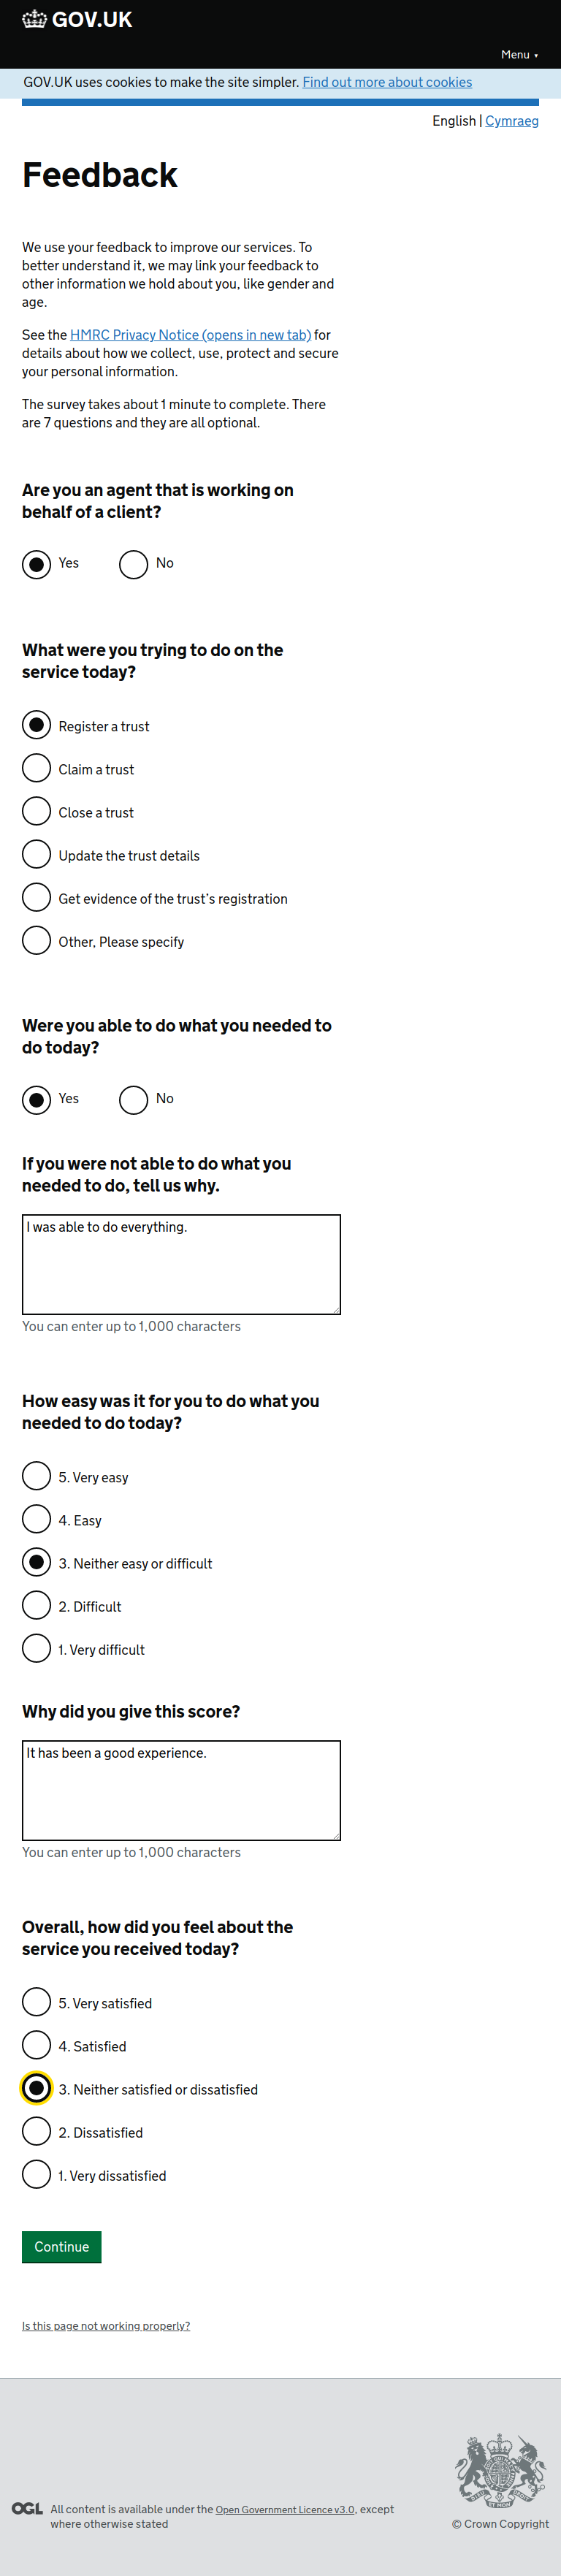 GOV.UK
Menu
GOV.UK uses cookies to make the site simpler. Find out more about cookies
English | Cymraeg
Feedback
We use your feedback to improve our services. To
better understand it, we may link your feedback to
other information we hold about you, like gender and
age.
See the HMRC Privacy Notice (opens in new tab) for
details about how we collect, use, protect and secure
your personal information.
The survey takes about 1 minute to complete. There
are 7 questions and they are all optional.
Are you an agent that is working on
behalf of a client?
Yes No
What were you trying to do on the
service today?
Register a trust
Claim a trust
Close a trust
Update the trust details
Get evidence of the trust's registration
Other, Please specify
Were you able to do what you needed to
do today?
Yes No
If you were not able to do what you
needed to do, tell us why.
I was able to do everything.
You can enter up to 1,000 characters
How easy was it for you to do what you
needed to do today?
5. Very easy
4. Easy
3. Neither easy or difficult
2. Difficult
1. Very difficult
Why did you give this score?
It has been a good experience.
You can enter up to 1,000 characters
Overall, how did you feel about the
service you received today?
5. Very satisfied
4. Satisfied
3. Neither satisfied or dissatisfied
2. Dissatisfied
1. Very dissatisfied
Continue
Is this page not working properly?
OGL All content is available under the Open Government Licence v3.0, except
where otherwise stated
© Crown Copyright